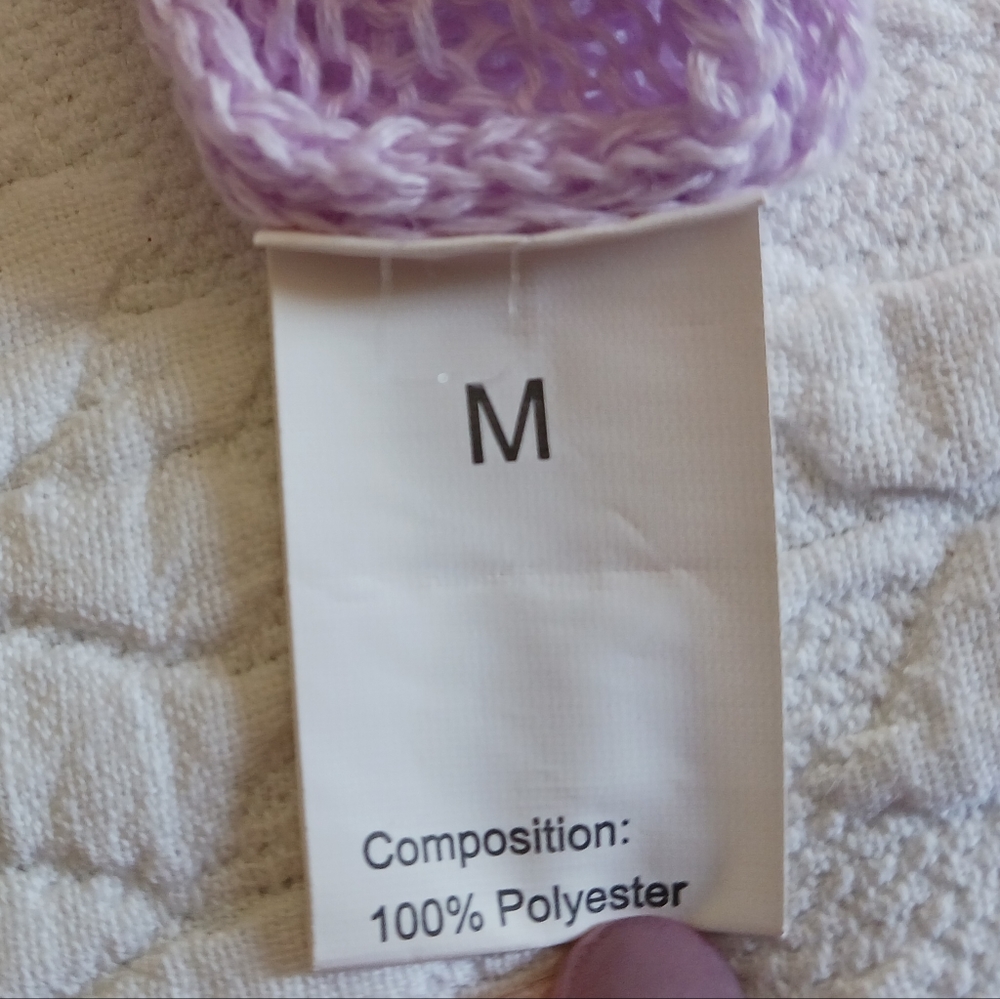 M
Composition:
100% Polyester